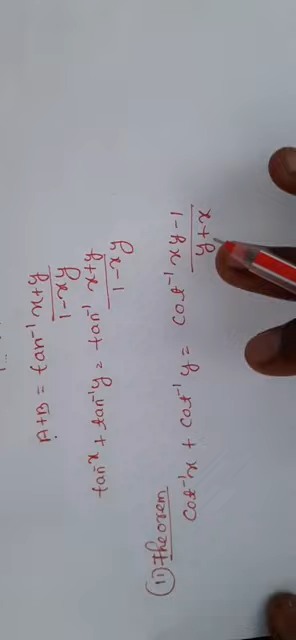 A+B = tan⁻¹ x+y / 1-xy
tan⁻x + tan⁻¹y = tan⁻¹ x+y / 1-xy
(ii) Theorem
cot⁻¹x + cot⁻¹y = cot⁻¹ xy-1 / y+x